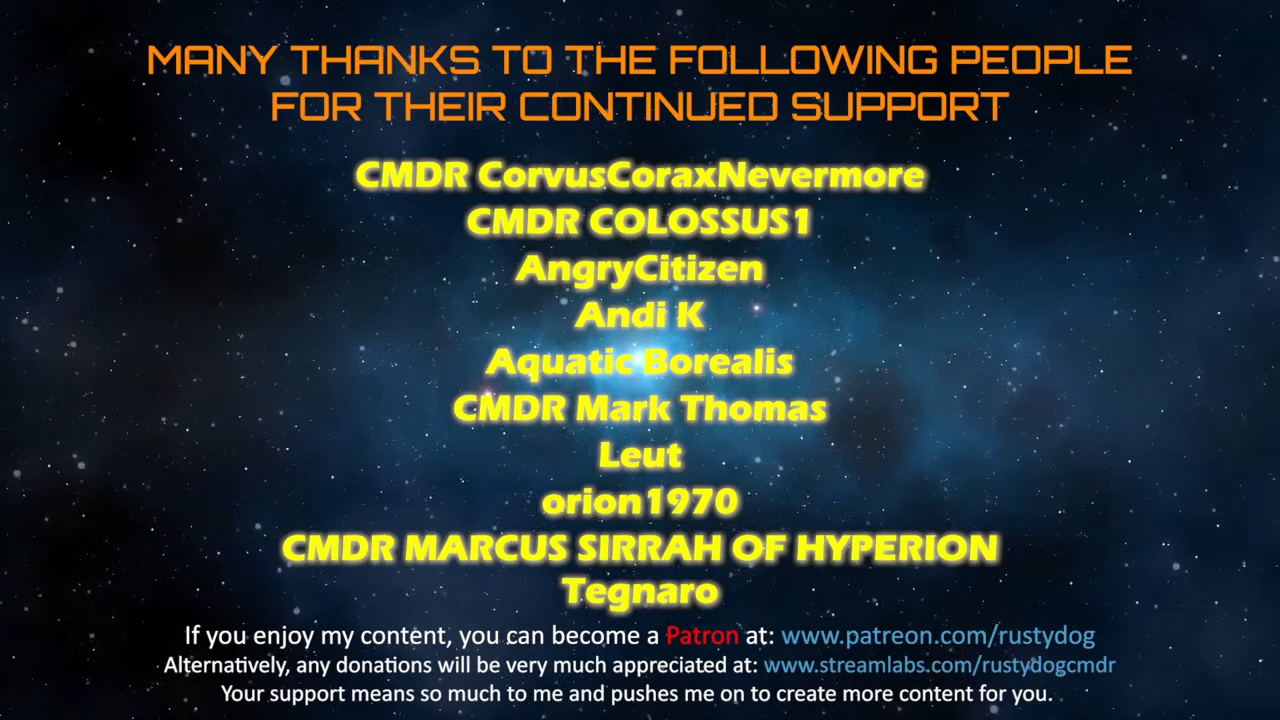 MANY THANKS TO THE FOLLOWING PEOPLE
FOR THEIR CONTINUED SUPPORT
CMDR CorvusCoraxNevermore
CMDR COLOSSUS1
AngryCitizen
Andi K
Aquatic Borealis
CMDR Mark Thomas
Leut
orion1970
CMDR MARCUS SIRRAH OF HYPERION
Tegnaro
If you enjoy my content, you can become a Patron at: www.patreon.com/rustydog
Alternatively, any donations will be very much appreciated at: www.streamlabs.com/rustydogcmdr
Your support means so much to me and pushes me on to create more content for you.